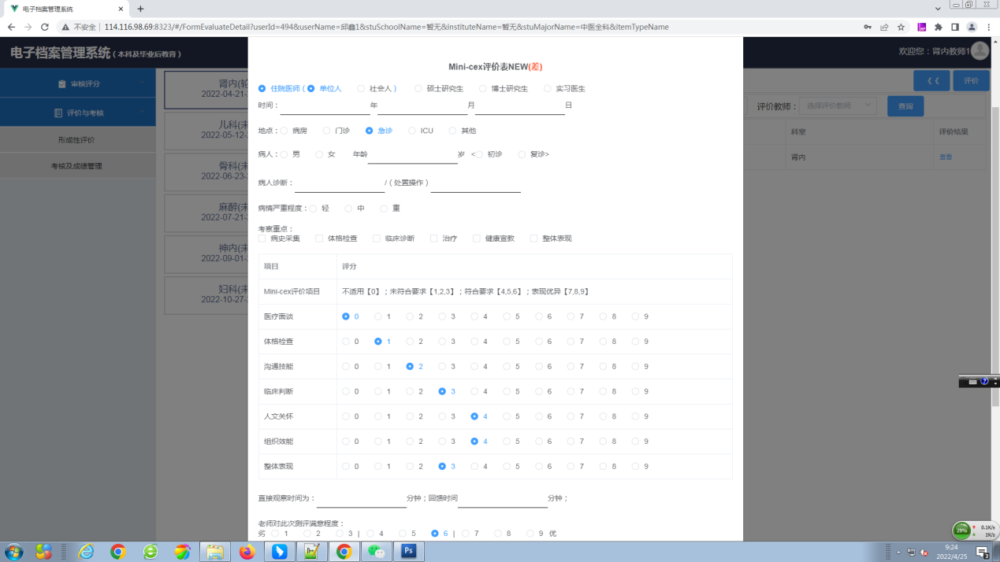 电子档案管理系统
不安全 114.116.98.69:8323/#/FormEvaluateDetail?userId=494&userName=邱鑫1&stuSchoolName=暂无&instituteName=暂无&stuMajorName=中医全科&itemTypeName
电子档案管理系统(本科及毕业后教育)
欢迎您:肾内教师1
审核评分
评价与考核
形成性评价
考核及成绩管理
肾内(轮
2022-04-21-
儿科(未
2022-05-12-
骨科(未
2022-06-23-
麻醉(未
2022-07-21-
神内(未
2022-09-01-
妇科(未
2022-10-27-
Mini-cex评价表NEW(差)
住院医师 ( 单位人 社会人 ) 硕士研究生 博士研究生 实习医生
时间: 年 月 日
地点: 病房 门诊 急诊 ICU 其他
病人: 男 女 年龄 岁 < 初诊 复诊>
病人诊断: /(处置操作)
病情严重程度: 轻 中 重
考察重点:
病史采集 体格检查 临床诊断 治疗 健康宣教 整体表现
项目 评分
Mini-cex评价项目 不适用【0】;未符合要求【1,2,3】;符合要求【4,5,6】;表现优异【7,8,9】
医疗面谈 0 1 2 3 4 5 6 7 8 9
体格检查 0 1 2 3 4 5 6 7 8 9
沟通技能 0 1 2 3 4 5 6 7 8 9
临床判断 0 1 2 3 4 5 6 7 8 9
人文关怀 0 1 2 3 4 5 6 7 8 9
组织效能 0 1 2 3 4 5 6 7 8 9
整体表现 0 1 2 3 4 5 6 7 8 9
直接观察时间为: 分钟;回馈时间 分钟;
老师对此次测评满意程度:
劣 1 2 3 | 4 5 6 | 7 8 9 优
《《 评价
评价教师: 选择评价教师 查询
科室 评价结果
肾内 查看
29% 0.1K/s
1K/s
Ps
9:24
2022/4/25
2